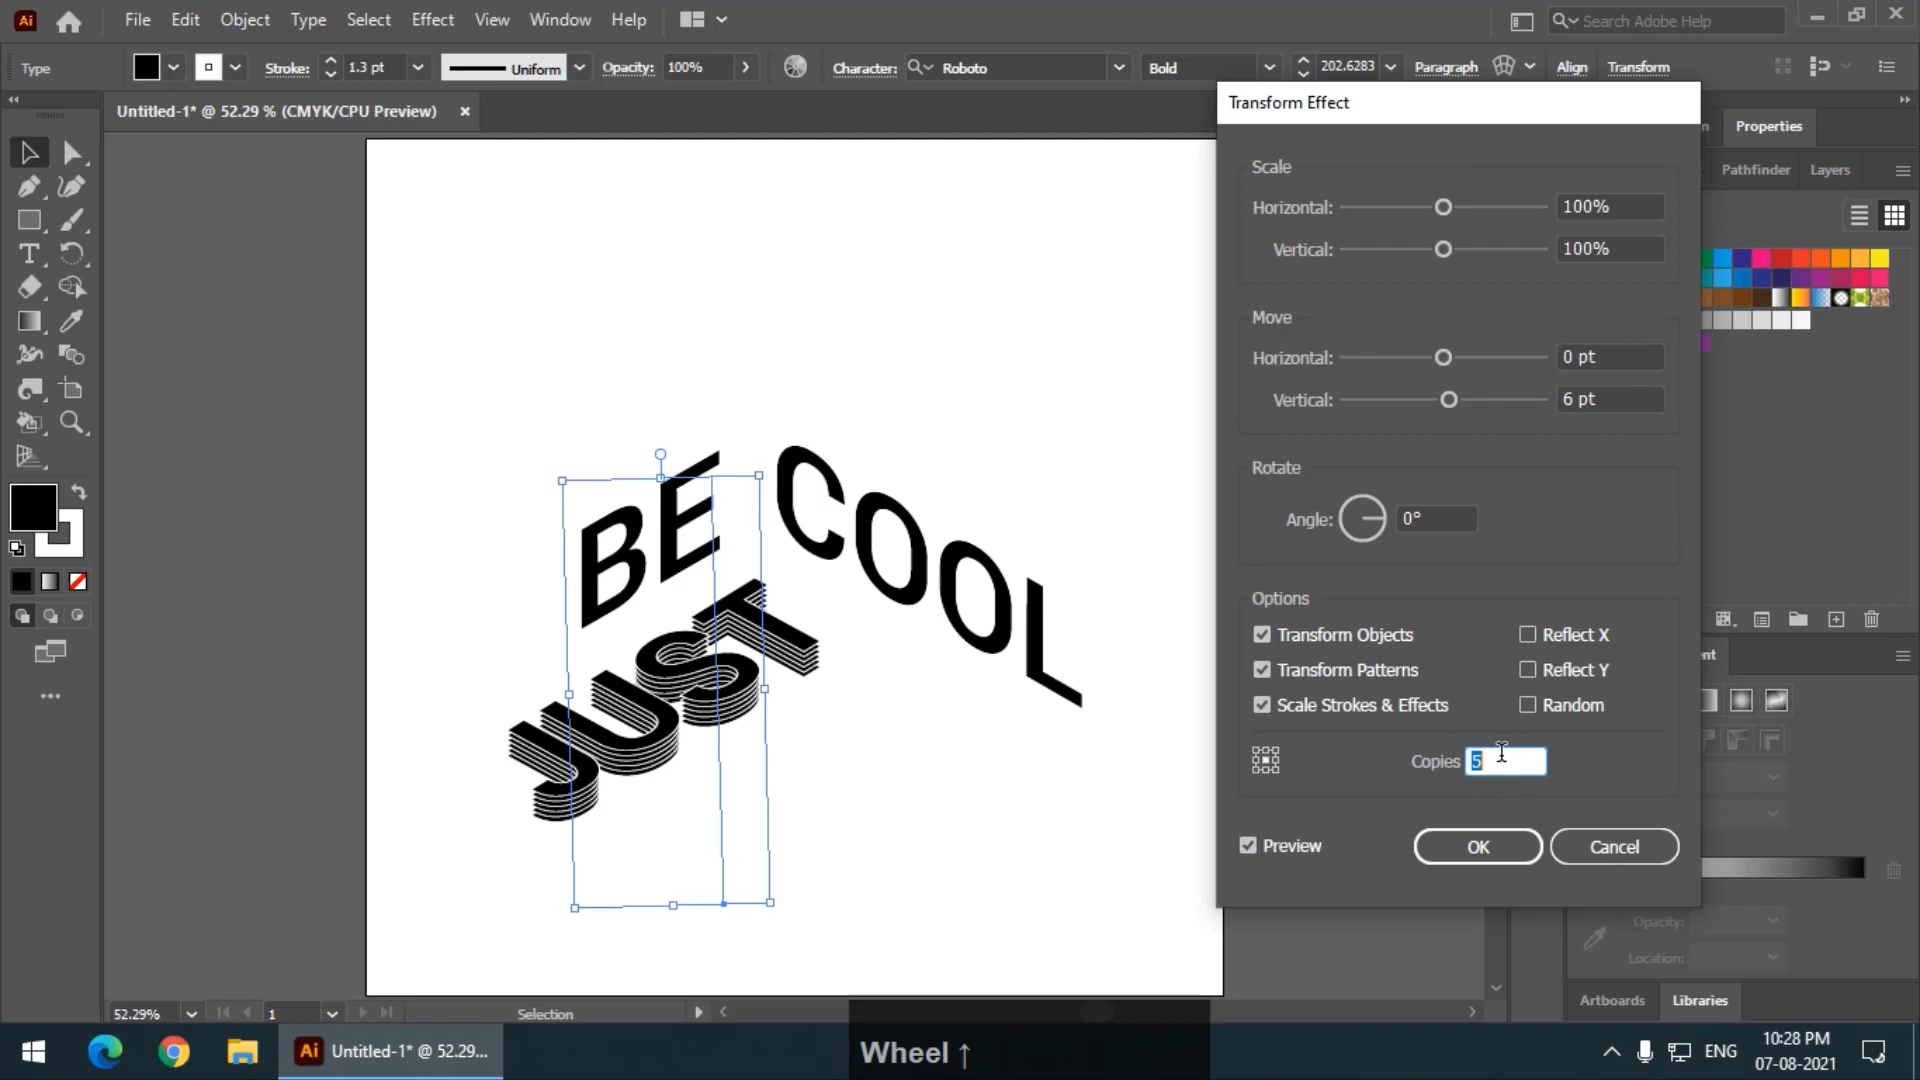 Ai File Edit Object Type Select Effect View Window Help Search Adobe Help
Type Stroke: 1.3 pt Uniform Opacity: 100% Character: Roboto Bold 202.6283 Paragraph Align Transform
Untitled-1* @ 52.29 % (CMYK/CPU Preview)
Transform Effect
Properties
Pathfinder Layers
Scale
Horizontal: 100%
Vertical: 100%
Move
Horizontal: 0 pt
Vertical: 6 pt
Rotate
Angle: 0°
Options
Transform Objects Reflect X
Transform Patterns Reflect Y
Scale Strokes & Effects Random
Copies 5
Preview OK Cancel
BE COOL
JUST
Opacity:
Location:
Artboards Libraries
52.29% 1 Selection
Wheel ↑
Ai Untitled-1* @ 52.29...
ENG
10:28 PM
07-08-2021